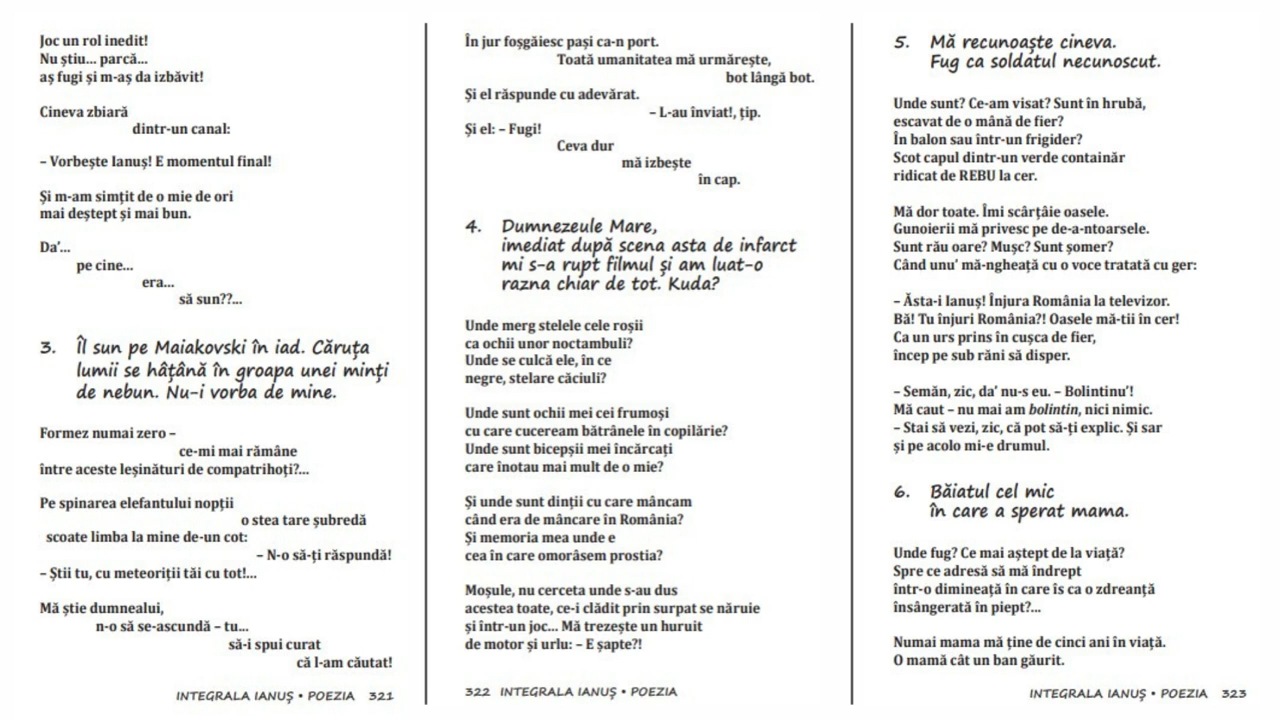 Joc un rol inedit!
Nu știu... parcă...
aș fugi și m-aș da izbăvit!
Cineva zbiară
dintr-un canal:
– Vorbește Ianuș! E momentul final!
Și m-am simțit de o mie de ori
mai deștept și mai bun.
Da’...
pe cine...
era...
să sun??...
3. Îl sun pe Maiakovski în iad. Căruța
lumii se hâțână în groapa unei minți
de nebun. Nu-i vorba de mine.
Formez numai zero –
ce-mi mai rămâne
între aceste leșinături de compatrihoți?...
Pe spinarea elefantului nopții
o stea tare șubredă
scoate limba la mine de-un cot:
– N-o să-ți răspundă!
– Știi tu, cu meteoriții tăi cu tot!...
Mă știe dumnealui,
n-o să se-ascundă – tu...
să-i spui curat
că l-am căutat!
INTEGRALA IANUȘ • POEZIA 321
În jur foșgăiesc pași ca-n port.
Toată umanitatea mă urmărește,
bot lângă bot.
Și el răspunde cu adevărat.
– L-au înviat!, țip.
Și el: – Fugi!
Ceva dur
mă izbește
în cap.
4. Dumnezeule Mare,
imediat după scena asta de infarct
mi s-a rupt filmul și am luat-o
razna chiar de tot. Kuda?
Unde merg stelele cele roșii
ca ochii unor noctambuli?
Unde se culcă ele, în ce
negre, stelare căciuli?
Unde sunt ochii mei cei frumoși
cu care cuceream bătrânele în copilărie?
Unde sunt bicepșii mei încărcați
care înotau mai mult de o mie?
Și unde sunt dinții cu care mâncam
când era de mâncare în România?
Și memoria mea unde e
cea în care omorâsem prostia?
Moșule, nu cerceta unde s-au dus
acestea toate, ce-i clădit prin surpat se năruie
și într-un joc... Mă trezește un huruit
de motor și urlu: – E șapte?!
322 INTEGRALA IANUȘ • POEZIA
5. Mă recunoaște cineva.
Fug ca soldatul necunoscut.
Unde sunt? Ce-am visat? Sunt în hrubă,
escavat de o mână de fier?
În balon sau într-un frigider?
Scot capul dintr-un verde containăr
ridicat de REBU la cer.
Mă dor toate. Îmi scârțâie oasele.
Gunoierii mă privesc pe de-a-ntoarsele.
Sunt rău oare? Mușc? Sunt șomer?
Când unu’ mă-ngheață cu o voce tratată cu ger:
– Ăsta-i Ianuș! Înjura România la televizor.
Bă! Tu înjuri România?! Oasele mă-tii în cer!
Ca un urs prins în cușca de fier,
încep pe sub răni să disper.
– Semăn, zic, da’ nu-s eu. – Bolintinu’!
Mă caut – nu mai am bolintin, nici nimic.
– Stai să vezi, zic, că pot să-ți explic. Și sar
și pe acolo mi-e drumul.
6. Băiatul cel mic
în care a sperat mama.
Unde fug? Ce mai aștept de la viață?
Spre ce adresă să mă îndrept
într-o dimineață în care îs ca o zdreanță
însângerată în piept?...
Numai mama mă ține de cinci ani în viață.
O mamă cât un ban găurit.
INTEGRALA IANUȘ • POEZIA 323